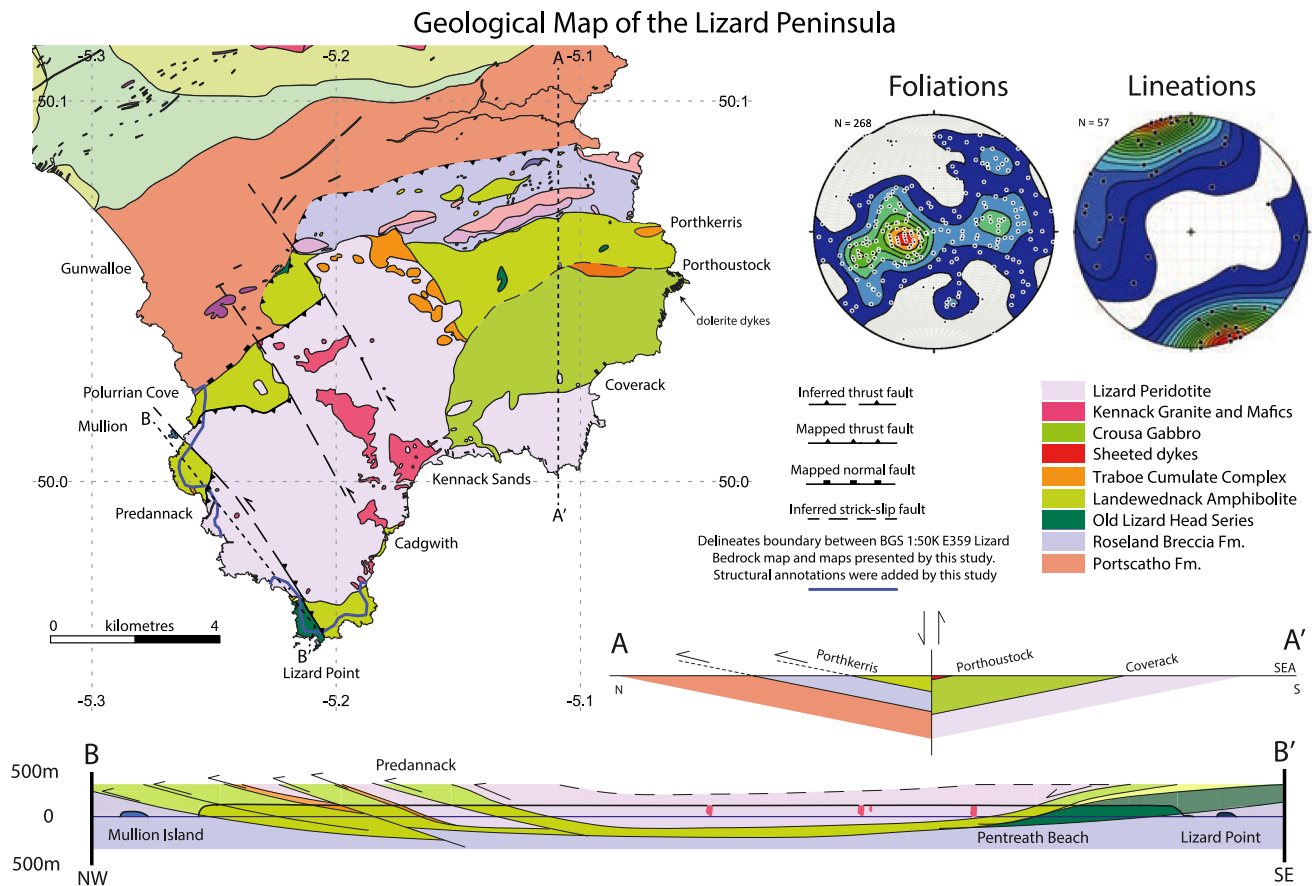 Geological Map of the Lizard Peninsula
-5.3
-5.2
A
-5.1
50.1
50.1
Gunwalloe
Porthkerris
Porthoustock
dolerite dykes
Coverack
Polurrian Cove
B
Mullion
Kennack Sands
50.0
50.0
Predannack
A'
Cadgwith
0 kilometres 4
B'
Lizard Point
-5.3
-5.2
-5.1
Foliations
N = 268
Lineations
N = 57
Inferred thrust fault
Mapped thrust fault
Mapped normal fault
Inferred strick-slip fault
Delineates boundary between BGS 1:50K E359 Lizard
Bedrock map and maps presented by this study.
Structural annotations were added by this study
Lizard Peridotite
Kennack Granite and Mafics
Crousa Gabbro
Sheeted dykes
Traboe Cumulate Complex
Landewednack Amphibolite
Old Lizard Head Series
Roseland Breccia Fm.
Portscatho Fm.
A
A'
Porthkerris
Porthoustock
Coverack
SEA
N
S
B
B'
500m
Predannack
0
Mullion Island
Pentreath Beach
Lizard Point
500m
NW
SE